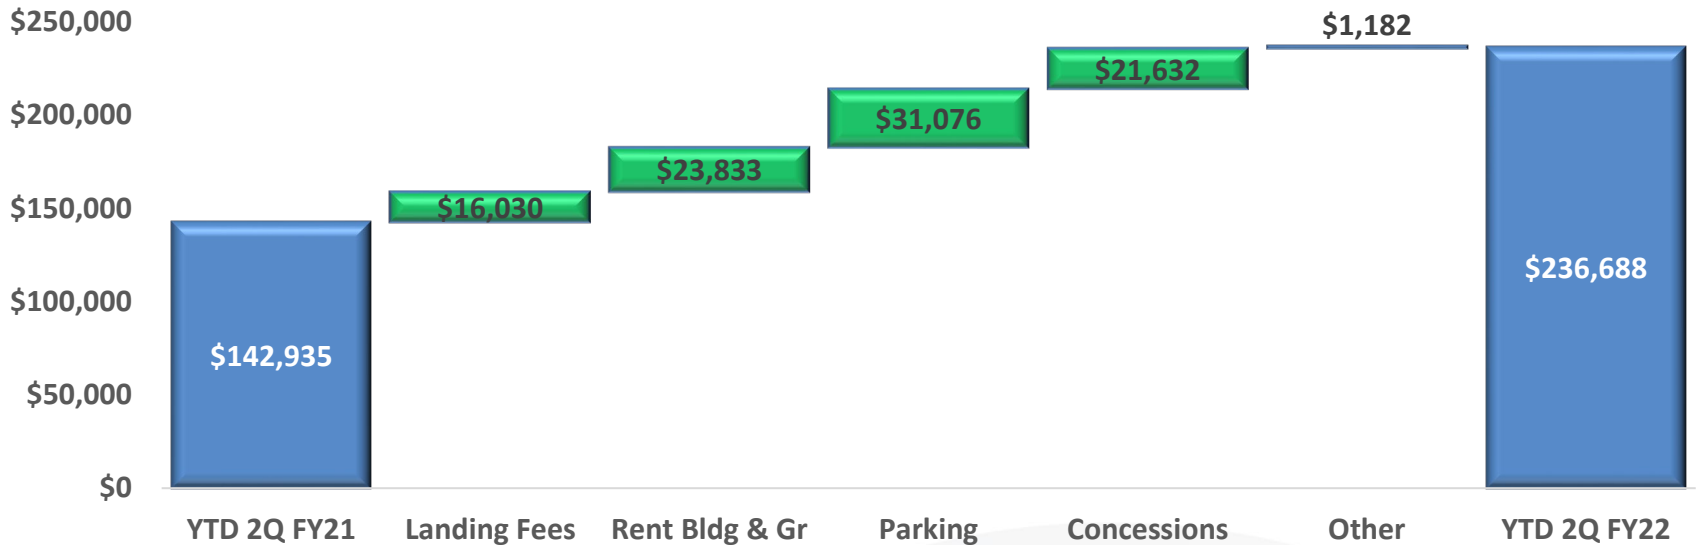 $250,000
$200,000
$150,000
$100,000
$50,000
$0
$142,935
$16,030
$23,833
$31,076
$21,632
$1,182
$236,688
YTD 2Q FY21
Landing Fees
Rent Bldg & Gr
Parking
Concessions
Other
YTD 2Q FY22